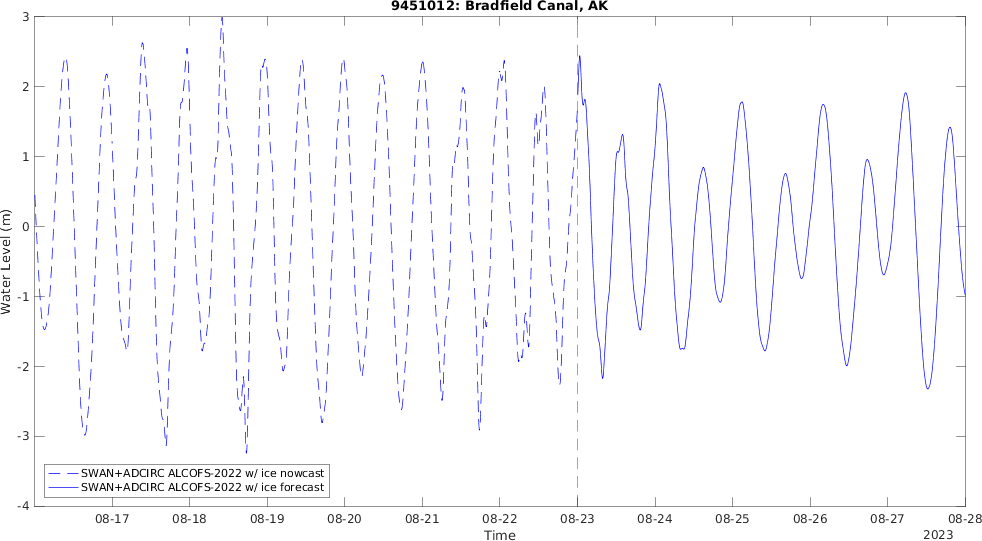 9451012: Bradfield Canal, AK
3
2
1
0
-1
-2
-3
-4
Water Level (m)
SWAN+ADCIRC ALCOFS-2022 w/ ice nowcast
SWAN+ADCIRC ALCOFS-2022 w/ ice forecast
08-17 08-18 08-19 08-20 08-21 08-22 08-23 08-24 08-25 08-26 08-27 08-28
Time
2023